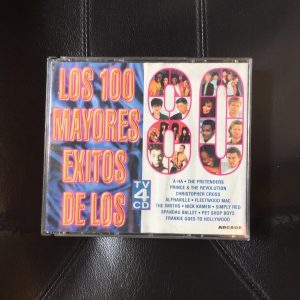 LOS 100
MAYORES
EXITOS
DE LOS
80
TV
4
CD
A-HA • THE PRETENDERS
PRINCE & THE REVOLUTION
CHRISTOPHER CROSS
ALPHAVILLE • FLEETWOOD MAC
THE SMITHS • NICK KAMEN • SIMPLY RED
SPANDAU BALLET • PET SHOP BOYS
FRANKIE GOES TO HOLLYWOOD
ARCADE